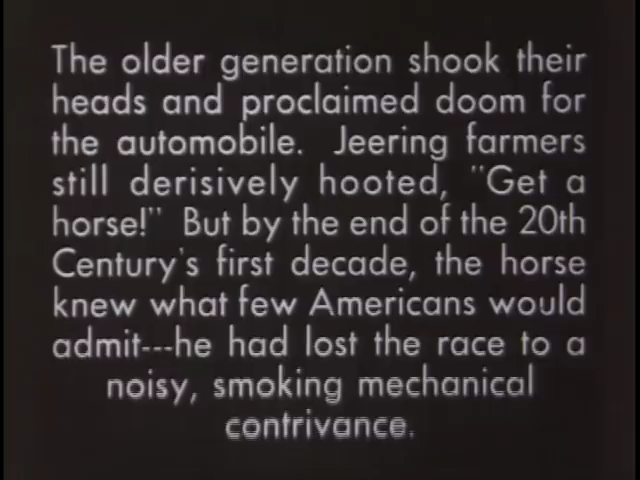 The older generation shook their
heads and proclaimed doom for
the automobile. Jeering farmers
still derisively hooted, "Get a
horse!" But by the end of the 20th
Century's first decade, the horse
knew what few Americans would
admit---he had lost the race to a
noisy, smoking mechanical
contrivance.